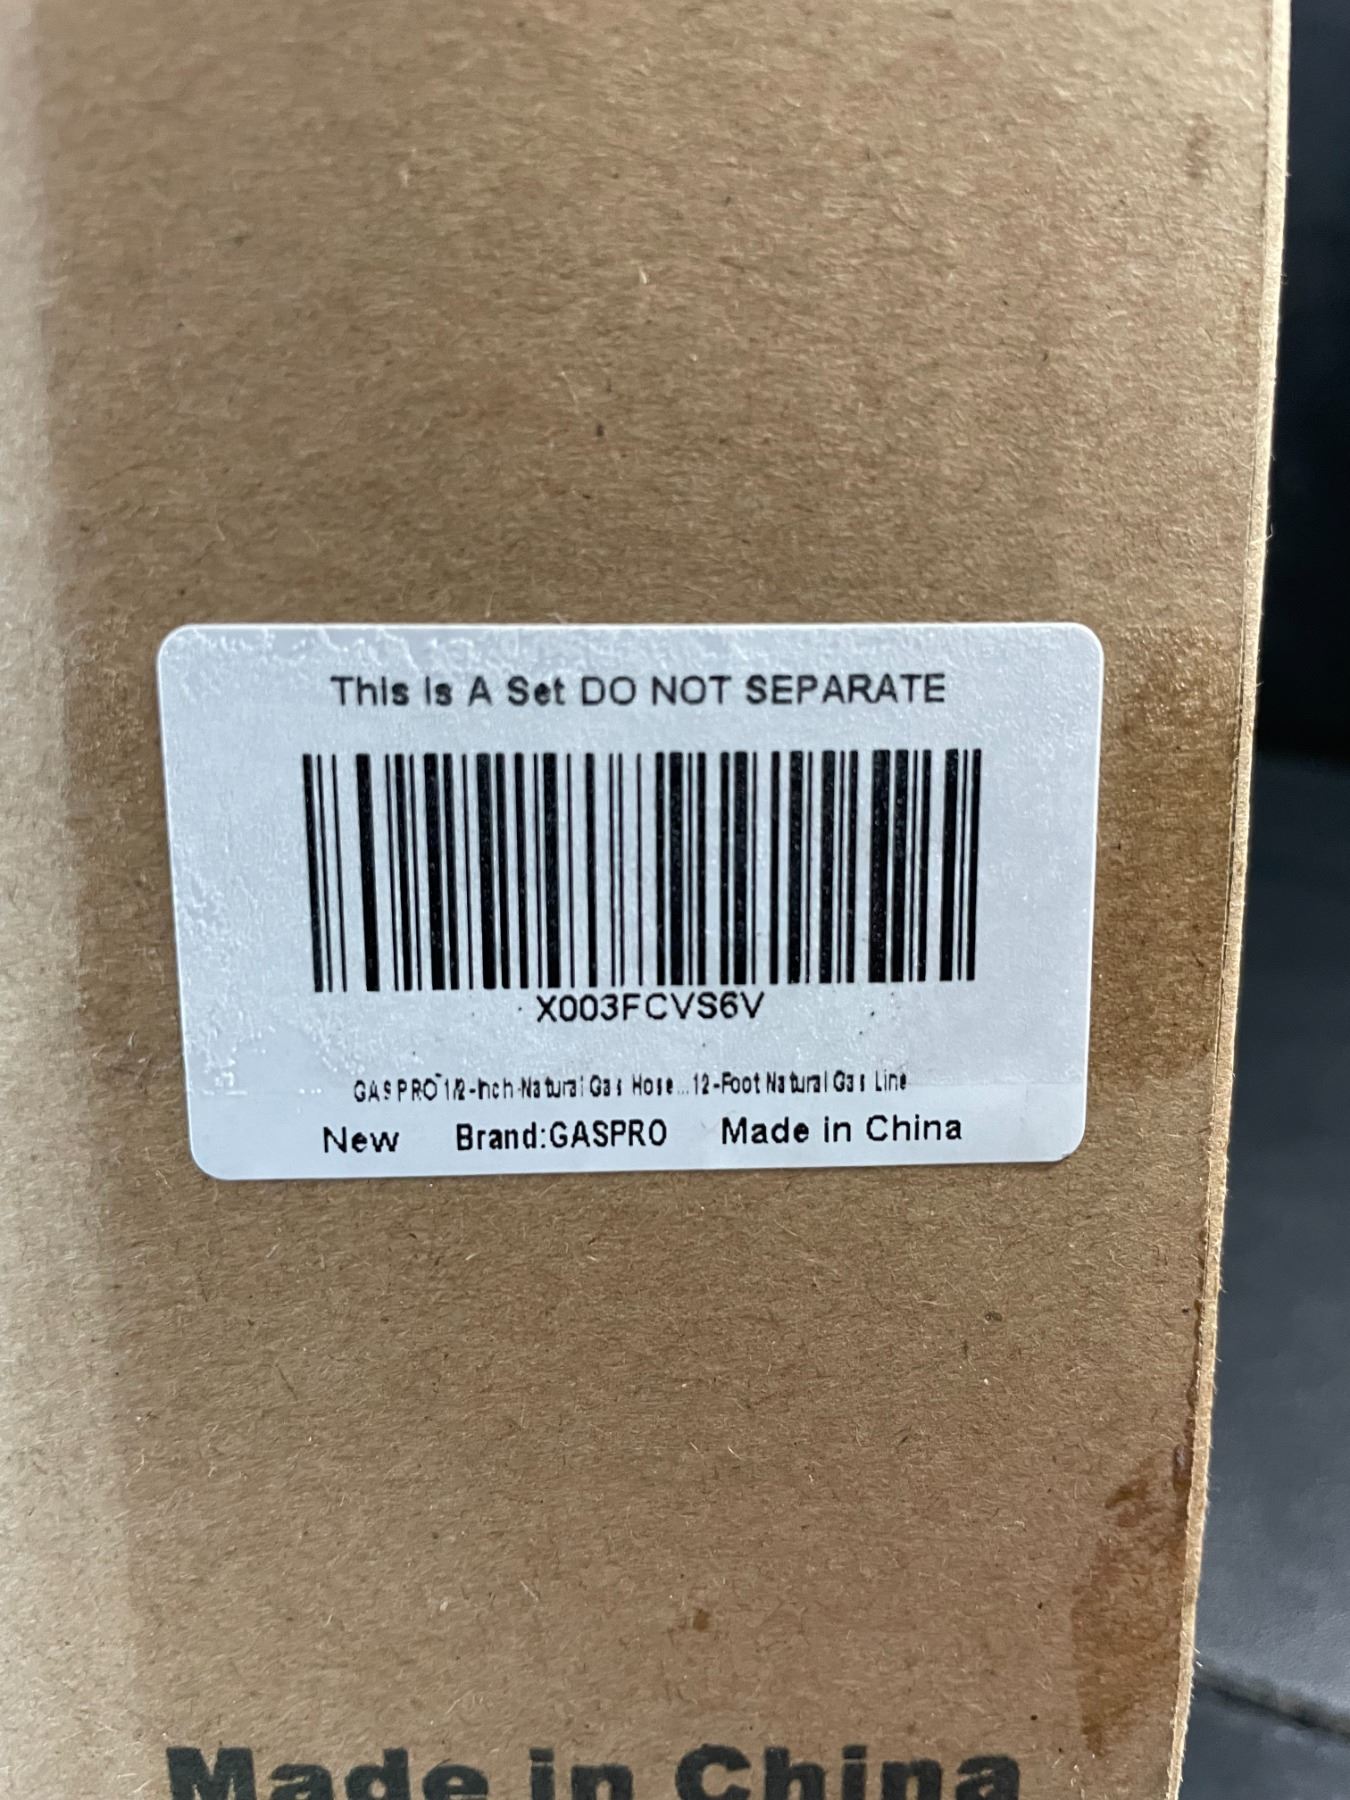 This Is A Set DO NOT SEPARATE
X003FCVS6V
GASPRO 1/2-Inch Natural Gas Hose...12-Foot Natural Gas Line
New Brand:GASPRO Made in China
Made in China